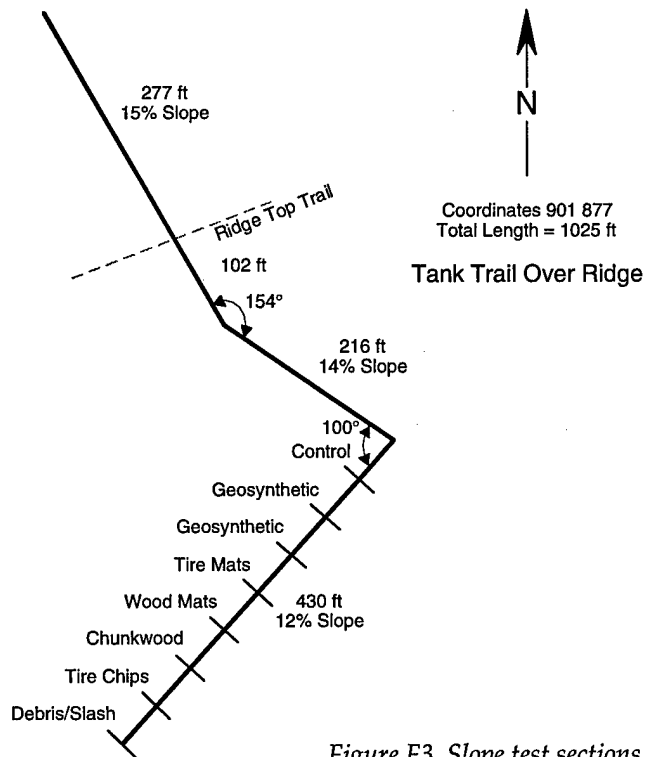 277 ft
15% Slope
N
Coordinates 901 877
Total Length = 1025 ft
Tank Trail Over Ridge
Ridge Top Trail
102 ft
154°
216 ft
14% Slope
100°
Control
Geosynthetic
Geosynthetic
Tire Mats
Wood Mats
430 ft
12% Slope
Chunkwood
Tire Chips
Debris/Slash
Figure F3. Slope test sections